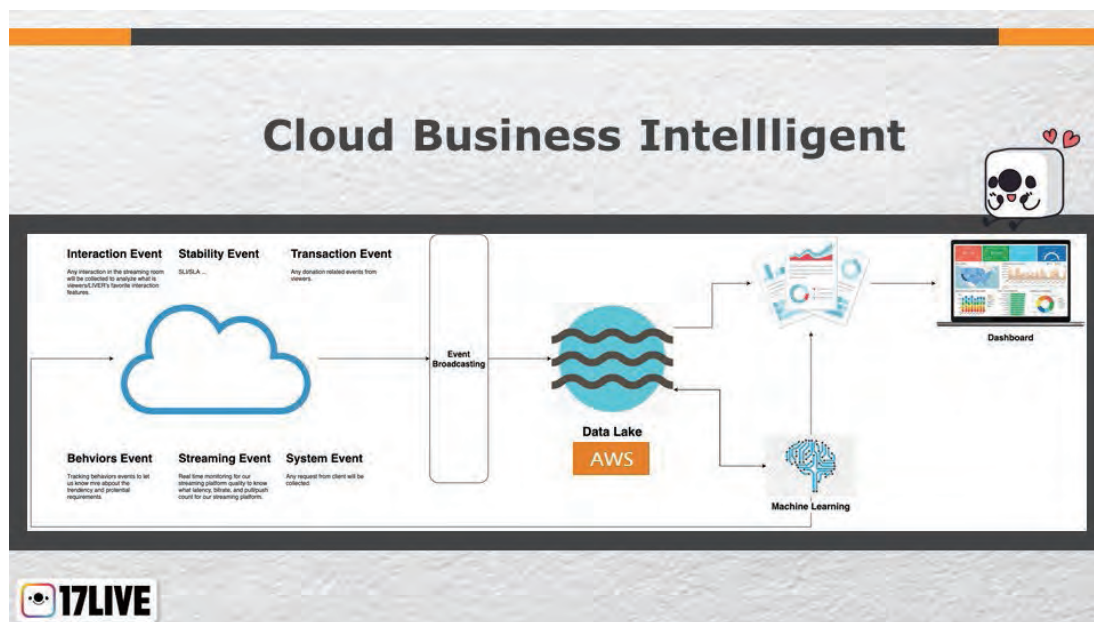 Cloud Business Intellligent
Interaction Event
Any interaction in the streaming room
will be collected to analyze what is
viewers/LIVER's favorite interaction
features.
Stability Event
SLI/SLA ...
Transaction Event
Any donation related events from
viewers.
Event
Broadcasting
Data Lake
AWS
Dashboard
Behviors Event
Tracking behaviors events to let
us know mre abpout the
trendency and protential
requirements.
Streaming Event
Real time monitoring for our
streaming platform quality to know
what latency, bitrate, and pull/push
count for our streaming platform.
System Event
Any request from client will be
collected
Machine Learning
17LIVE